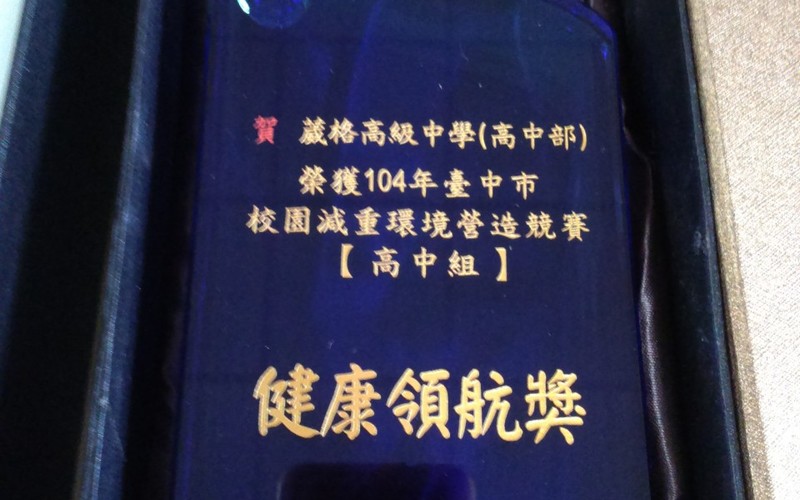 賀 葳格高級中學(高中部)
榮獲104年臺中市
校園減重環境營造競賽
【高中組】
健康領航獎